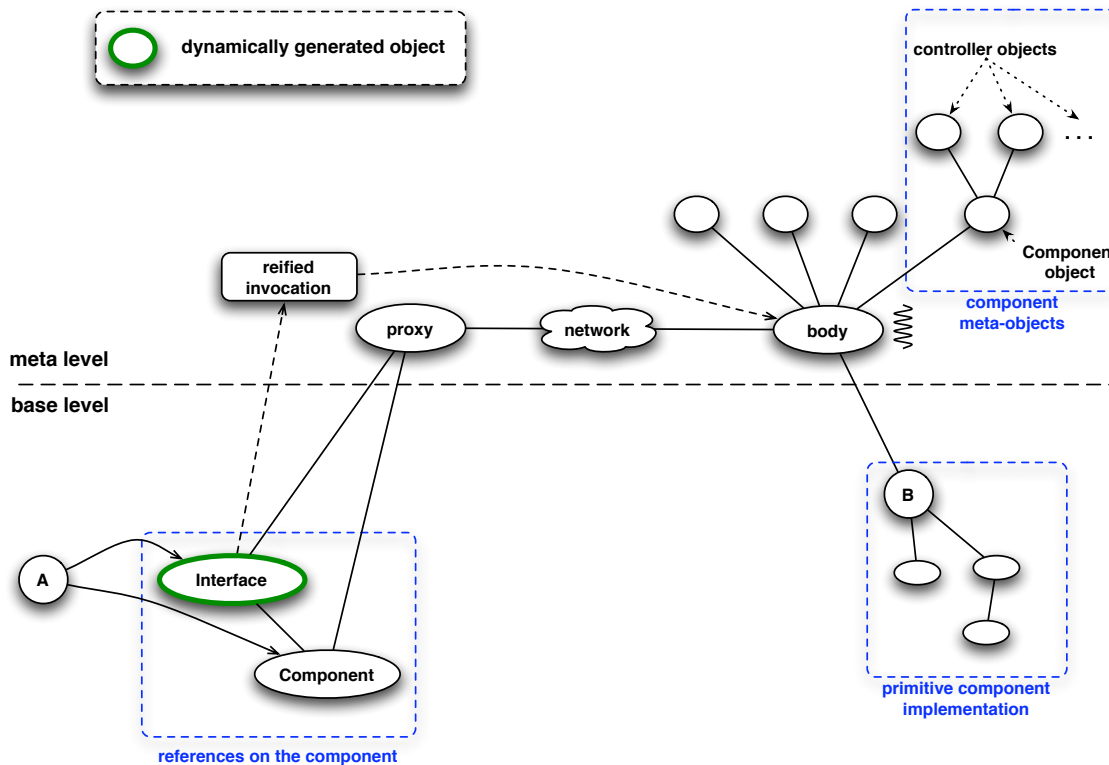 dynamically generated object
controller objects
. . .
Component
object
component
meta-objects
reified
invocation
proxy
network
body
meta level
base level
B
A
Interface
Component
primitive component
implementation
references on the component